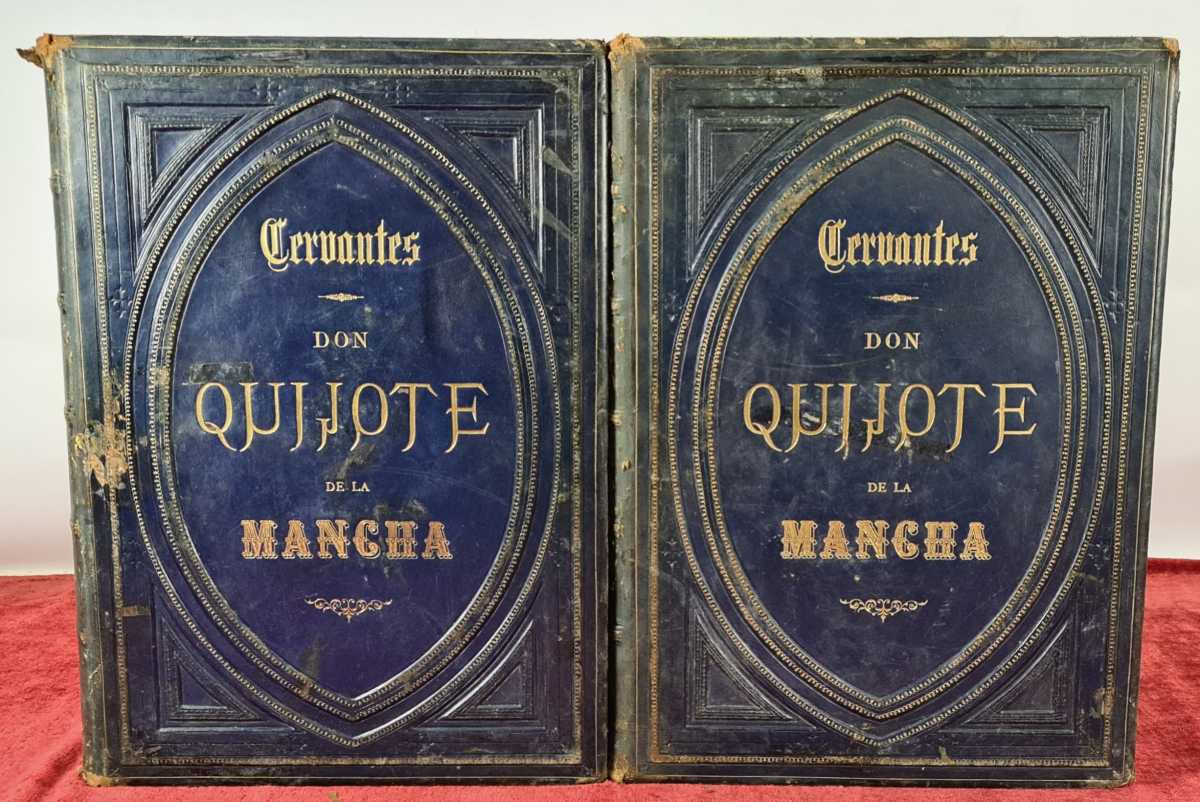 Cervantes
DON
QUIJOTE
DE LA
MANCHA
Cervantes
DON
QUIJOTE
DE LA
MANCHA